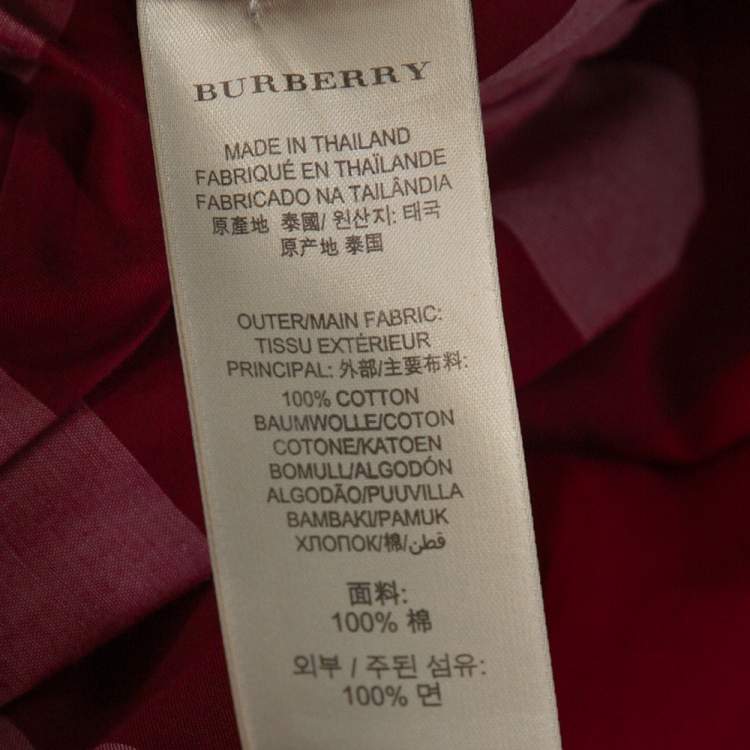 BURBERRY
MADE IN THAILAND
FABRIQUÉ EN THAÏLANDE
FABRICADO NA TAILÂNDIA
原產地 泰國/ 원산지: 태국
原产地 泰国
OUTER/MAIN FABRIC:
TISSU EXTÉRIEUR
PRINCIPAL: 外部/主要布料:
100% COTTON
BAUMWOLLE/COTON
COTONE/KATOEN
BOMULL/ALGODÓN
ALGODÃO/PUUVILLA
BAMBAKI/PAMUK
ХЛОПОК/棉/قطن
面料:
100% 棉
외부 / 주된 섬유:
100% 면